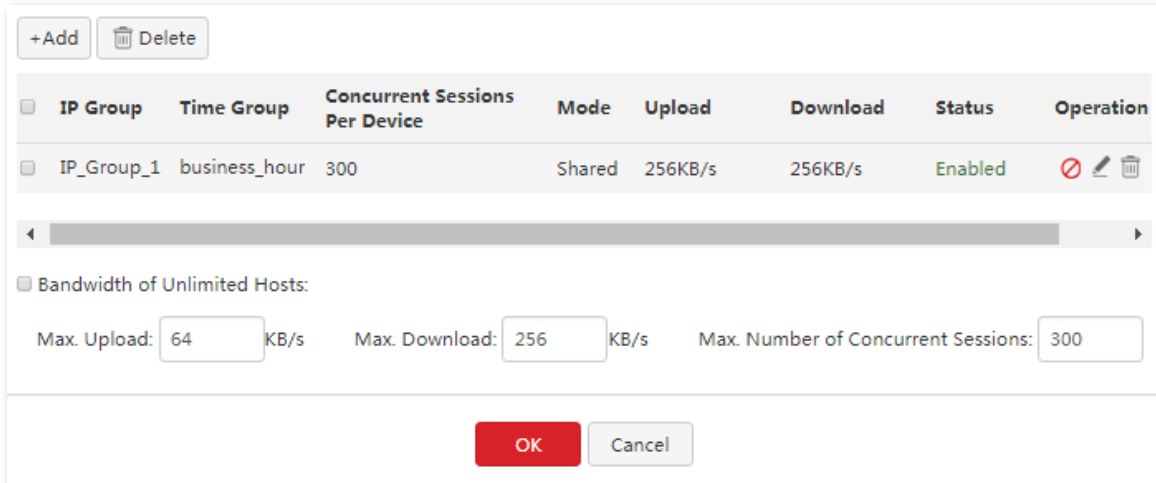 +Add Delete
IP Group Time Group Concurrent Sessions Per Device Mode Upload Download Status Operation
IP_Group_1 business_hour 300 Shared 256KB/s 256KB/s Enabled
Bandwidth of Unlimited Hosts:
Max. Upload: 64 KB/s Max. Download: 256 KB/s Max. Number of Concurrent Sessions: 300
OK Cancel